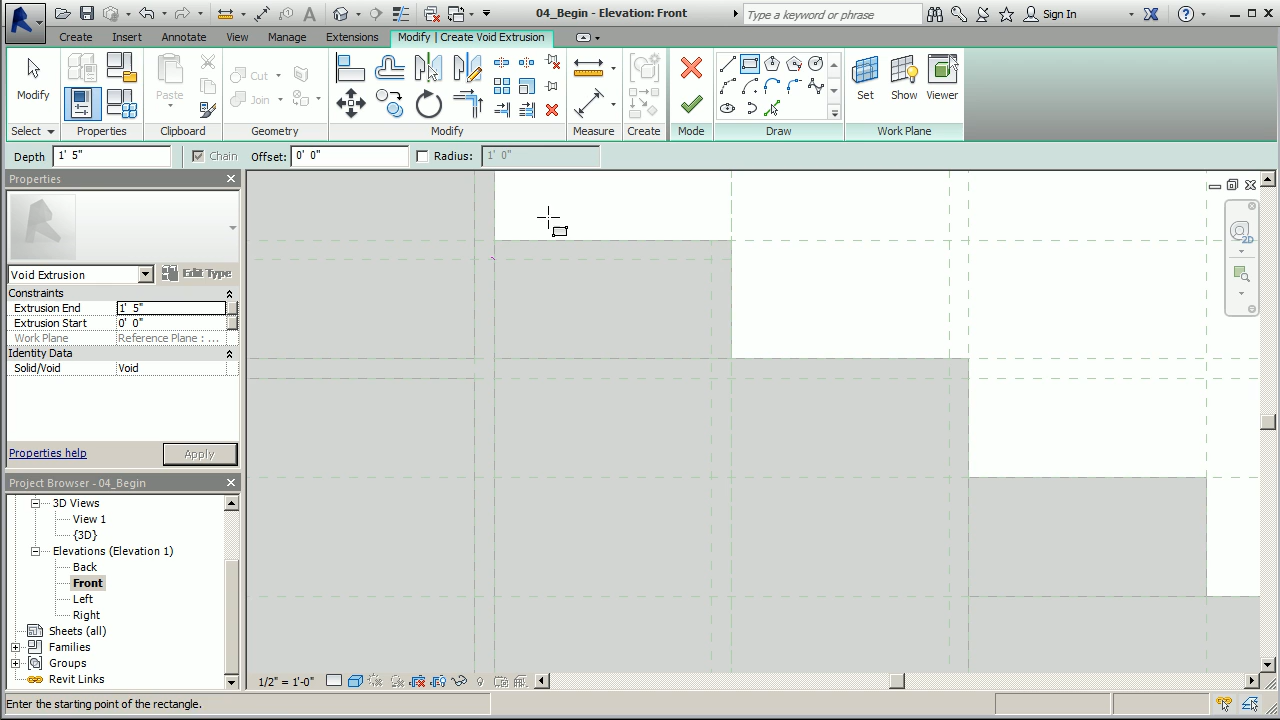 04_Begin - Elevation: Front
Type a keyword or phrase
Sign In
Create
Insert
Annotate
View
Manage
Extensions
Modify | Create Void Extrusion
Modify
Paste
Cut
Join
Set
Show
Viewer
Select
Properties
Clipboard
Geometry
Modify
Measure
Create
Mode
Draw
Work Plane
Depth
1' 5"
Chain
Offset:
0' 0"
Radius:
1' 0"
Properties
Void Extrusion
Edit Type
Constraints
Extrusion End
1' 5"
Extrusion Start
0' 0"
Work Plane
Reference Plane : ...
Identity Data
Solid/Void
Void
Properties help
Apply
Project Browser - 04_Begin
3D Views
View 1
{3D}
Elevations (Elevation 1)
Back
Front
Left
Right
Sheets (all)
Families
Groups
Revit Links
2D
1/2" = 1'-0"
Enter the starting point of the rectangle.